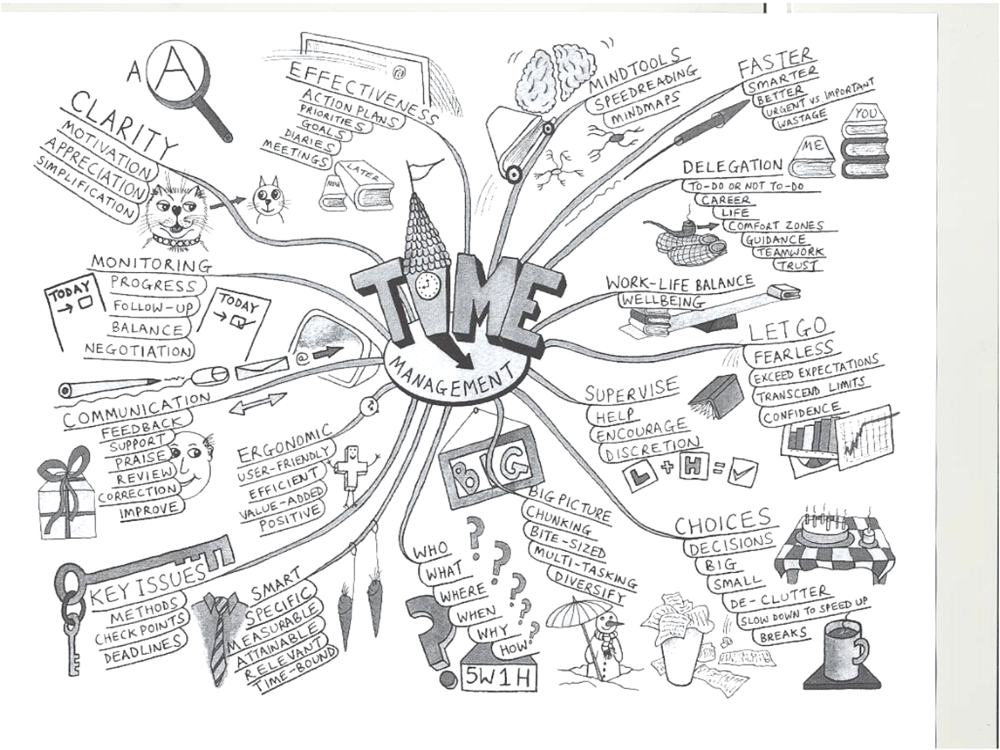 A A
CLARITY
MOTIVATION
APPRECIATION
SIMPLIFICATION
@
EFFECTIVENESS
ACTION PLANS
PRIORITIES
GOALS
DIARIES
MEETINGS
NOW
LATER
MINDTOOLS
SPEEDREADING
MINDMAPS
FASTER
SMARTER
BETTER
URGENT VS. IMPORTANT
WASTAGE
YOU
ME
DELEGATION
TO-DO OR NOT TO-DO
CAREER
LIFE
COMFORT ZONES
GUIDANCE
TEAMWORK
TRUST
MONITORING
PROGRESS
FOLLOW-UP
BALANCE
NEGOTIATION
TODAY
TODAY
TIME
MANAGEMENT
WORK-LIFE BALANCE
WELLBEING
LET GO
FEARLESS
EXCEED EXPECTATIONS
TRANSCEND LIMITS
CONFIDENCE
@
COMMUNICATION
FEEDBACK
SUPPORT
PRAISE
REVIEW
CORRECTION
IMPROVE
ERGONOMIC
USER-FRIENDLY
EFFICIENT
VALUE-ADDED
POSITIVE
SUPERVISE
HELP
ENCOURAGE
DISCRETION
L + H = ✓
BIG
BIG PICTURE
CHUNKING
BITE-SIZED
MULTI-TASKING
DIVERSIFY
CHOICES
DECISIONS
BIG
SMALL
DE-CLUTTER
SLOW DOWN TO SPEED UP
BREAKS
KEY ISSUES
METHODS
CHECKPOINTS
DEADLINES
SMART
SPECIFIC
MEASURABLE
ATTAINABLE
RELEVANT
TIME-BOUND
WHO
WHAT
WHERE
WHEN
WHY
HOW
? ? ? ? ? ?
5W1H